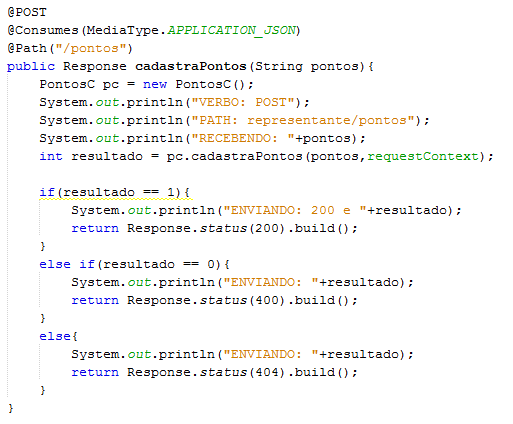 @POST
@Consumes(MediaType.APPLICATION_JSON)
@Path("/pontos")
public Response cadastraPontos(String pontos){
    PontosC pc = new PontosC();
    System.out.println("VERBO: POST");
    System.out.println("PATH: representante/pontos");
    System.out.println("RECEBENDO: "+pontos);
    int resultado = pc.cadastraPontos(pontos,requestContext);

    if(resultado == 1){
        System.out.println("ENVIANDO: 200 e "+resultado);
        return Response.status(200).build();
    }
    else if(resultado == 0){
        System.out.println("ENVIANDO: "+resultado);
        return Response.status(400).build();
    }
    else{
        System.out.println("ENVIANDO: "+resultado);
        return Response.status(404).build();
    }
}